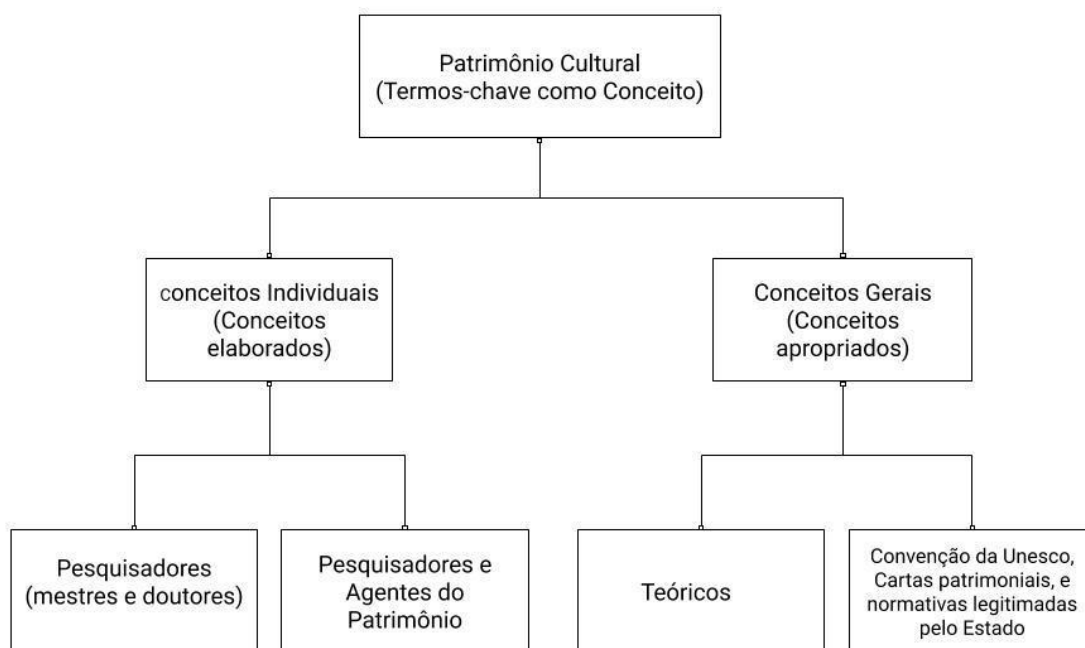 Patrimônio Cultural
(Termos-chave como Conceito)
conceitos Individuais
(Conceitos
elaborados)
Conceitos Gerais
(Conceitos
apropriados)
Pesquisadores
(mestres e doutores)
Pesquisadores e
Agentes do
Patrimônio
Teóricos
Convenção da Unesco,
Cartas patrimoniais, e
normativas legitimadas
pelo Estado